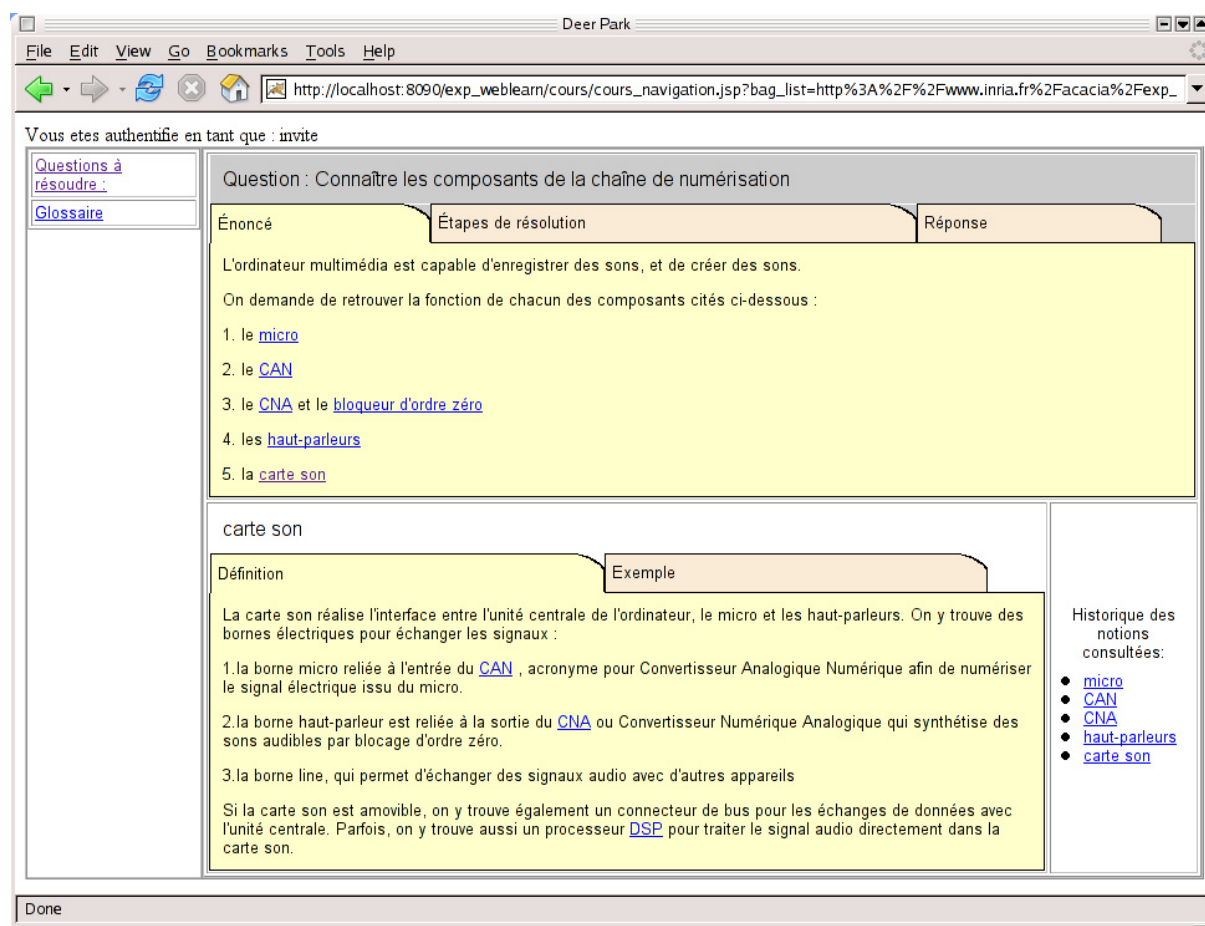 Deer Park
File Edit View Go Bookmarks Tools Help
http://localhost:8090/exp_weblearn/cours/cours_navigation.jsp?bag_list=http%3A%2F%2Fwww.inria.fr%2Facacia%2Fexp_
Vous etes authentifie en tant que : invite
Questions à
résoudre :
Glossaire
Question : Connaître les composants de la chaîne de numérisation
Énoncé
Étapes de résolution
Réponse
L'ordinateur multimédia est capable d'enregistrer des sons, et de créer des sons.
On demande de retrouver la fonction de chacun des composants cités ci-dessous :
1. le micro
2. le CAN
3. le CNA et le bloqueur d'ordre zéro
4. les haut-parleurs
5. la carte son
carte son
Définition
Exemple
La carte son réalise l'interface entre l'unité centrale de l'ordinateur, le micro et les haut-parleurs. On y trouve des
bornes électriques pour échanger les signaux :
1.la borne micro reliée à l'entrée du CAN , acronyme pour Convertisseur Analogique Numérique afin de numériser
le signal électrique issu du micro.
2.la borne haut-parleur est reliée à la sortie du CNA ou Convertisseur Numérique Analogique qui synthétise des
sons audibles par blocage d'ordre zéro.
3.la borne line, qui permet d'échanger des signaux audio avec d'autres appareils
Si la carte son est amovible, on y trouve également un connecteur de bus pour les échanges de données avec
l'unité centrale. Parfois, on y trouve aussi un processeur DSP pour traiter le signal audio directement dans la
carte son.
Historique des
notions
consultées:
micro
CAN
CNA
haut-parleurs
carte son
Done